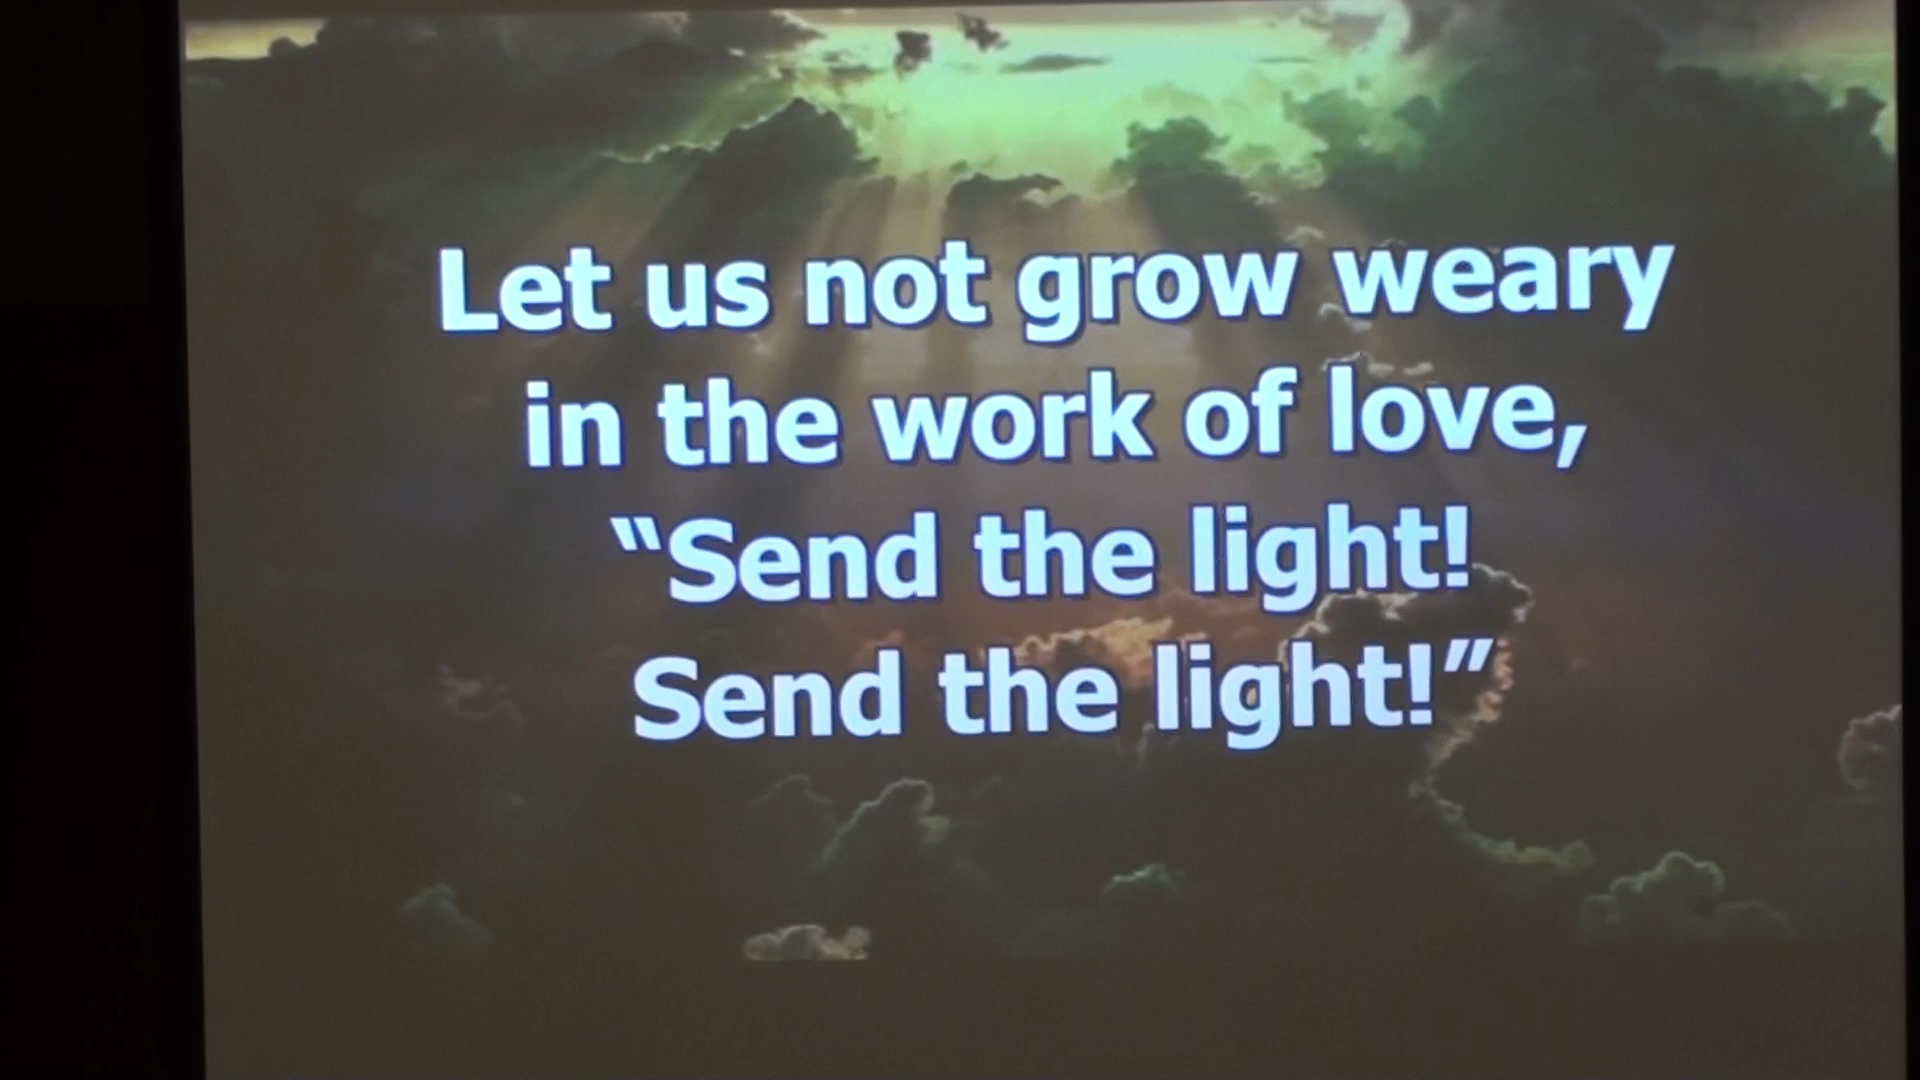 Let us not grow weary
in the work of love,
“Send the light!
Send the light!”